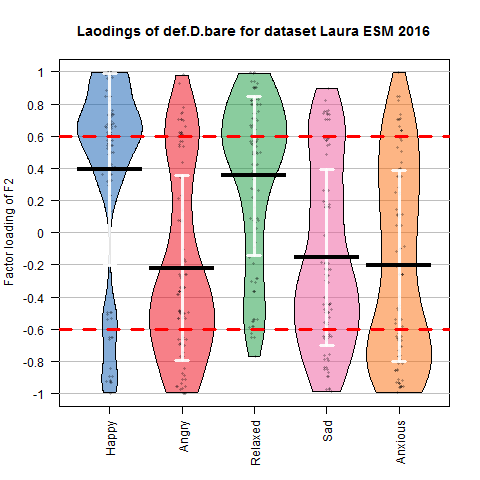 Laodings of def.D.bare for dataset Laura ESM 2016
Factor loading of F2
1
0.8
0.6
0.4
0.2
0
-0.2
-0.4
-0.6
-0.8
-1
Happy
Angry
Relaxed
Sad
Anxious